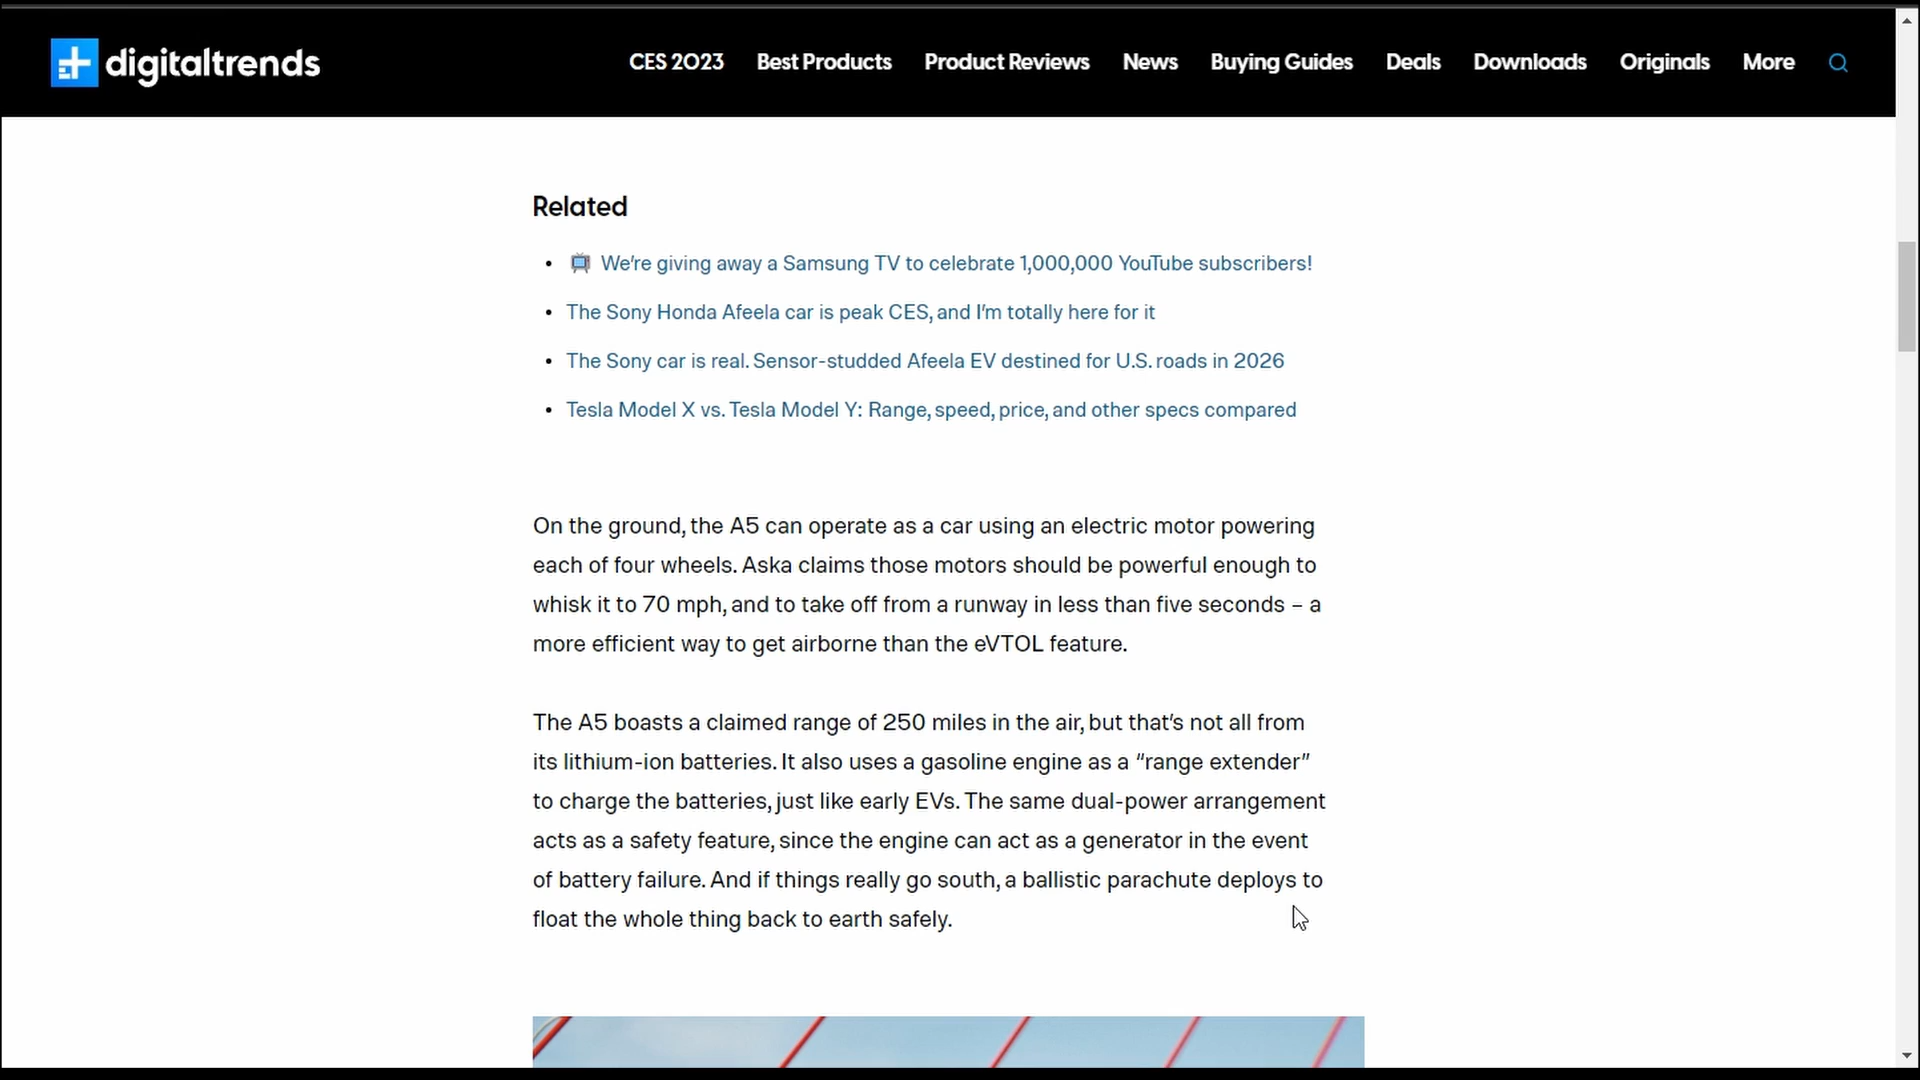 digitaltrends
CES 2023 Best Products Product Reviews News Buying Guides Deals Downloads Originals More
Related
• We're giving away a Samsung TV to celebrate 1,000,000 YouTube subscribers!
• The Sony Honda Afeela car is peak CES, and I'm totally here for it
• The Sony car is real. Sensor-studded Afeela EV destined for U.S. roads in 2026
• Tesla Model X vs. Tesla Model Y: Range, speed, price, and other specs compared
On the ground, the A5 can operate as a car using an electric motor powering
each of four wheels. Aska claims those motors should be powerful enough to
whisk it to 70 mph, and to take off from a runway in less than five seconds – a
more efficient way to get airborne than the eVTOL feature.
The A5 boasts a claimed range of 250 miles in the air, but that's not all from
its lithium-ion batteries. It also uses a gasoline engine as a “range extender”
to charge the batteries, just like early EVs. The same dual-power arrangement
acts as a safety feature, since the engine can act as a generator in the event
of battery failure. And if things really go south, a ballistic parachute deploys to
float the whole thing back to earth safely.